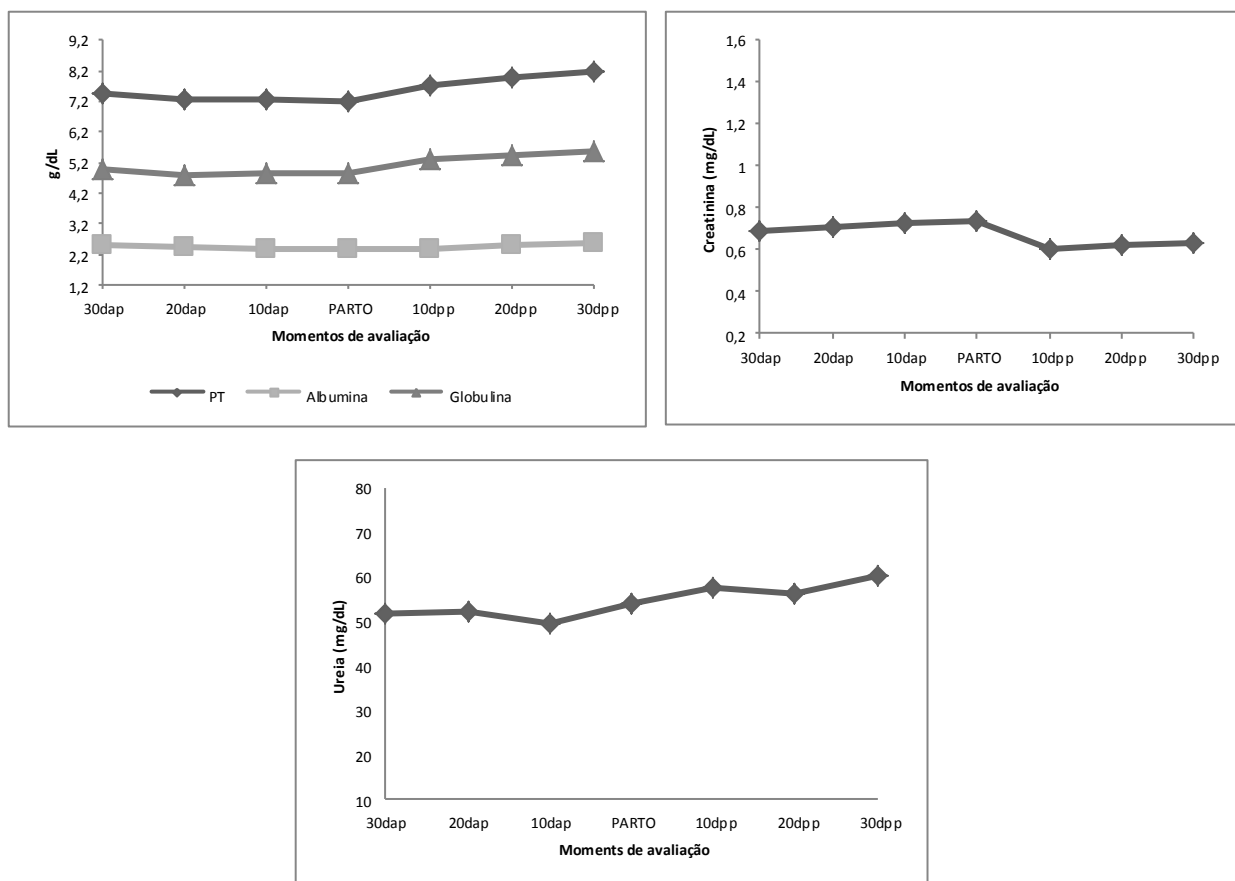 9,2
8,2
7,2
6,2
5,2
4,2
3,2
2,2
1,2
g/dL
30dap 20dap 10dap PARTO 10dpp 20dpp 30dpp
Momentos de avaliação
PT Albumina Globulina
1,6
1,4
1,2
1
0,8
0,6
0,4
0,2
Creatinina (mg/dL)
30dap 20dap 10dap PARTO 10dpp 20dpp 30dpp
Momentos de avaliação
80
70
60
50
40
30
20
10
Ureia (mg/dL)
30dap 20dap 10dap PARTO 10dpp 20dpp 30dpp
Moments de avaliação